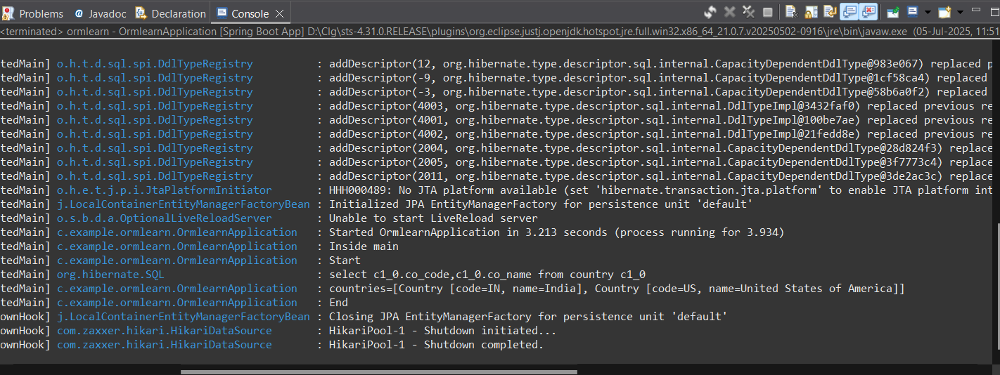 Problems @ Javadoc Declaration Console
<terminated> ormlearn - OrmlearnApplication [Spring Boot App] D:\Clg\sts-4.31.0.RELEASE\plugins\org.eclipse.justj.openjdk.hotspot.jre.full.win32.x86_64_21.0.7.v20250502-0916\jre\bin\javaw.exe (05-Jul-2025, 11:51
tedMain] o.h.t.d.sql.spi.DdlTypeRegistry : addDescriptor(12, org.hibernate.type.descriptor.sql.internal.CapacityDependentDdlType@983e067) replaced p
tedMain] o.h.t.d.sql.spi.DdlTypeRegistry : addDescriptor(-9, org.hibernate.type.descriptor.sql.internal.CapacityDependentDdlType@1cf58ca4) replaced
tedMain] o.h.t.d.sql.spi.DdlTypeRegistry : addDescriptor(-3, org.hibernate.type.descriptor.sql.internal.CapacityDependentDdlType@58b6a0f2) replaced
tedMain] o.h.t.d.sql.spi.DdlTypeRegistry : addDescriptor(4003, org.hibernate.type.descriptor.sql.internal.DdlTypeImpl@3432faf0) replaced previous re
tedMain] o.h.t.d.sql.spi.DdlTypeRegistry : addDescriptor(4001, org.hibernate.type.descriptor.sql.internal.DdlTypeImpl@100be7ae) replaced previous re
tedMain] o.h.t.d.sql.spi.DdlTypeRegistry : addDescriptor(4002, org.hibernate.type.descriptor.sql.internal.DdlTypeImpl@21fedd8e) replaced previous re
tedMain] o.h.t.d.sql.spi.DdlTypeRegistry : addDescriptor(2004, org.hibernate.type.descriptor.sql.internal.CapacityDependentDdlType@28d824f3) replace
tedMain] o.h.t.d.sql.spi.DdlTypeRegistry : addDescriptor(2005, org.hibernate.type.descriptor.sql.internal.CapacityDependentDdlType@3f7773c4) replace
tedMain] o.h.t.d.sql.spi.DdlTypeRegistry : addDescriptor(2011, org.hibernate.type.descriptor.sql.internal.CapacityDependentDdlType@3de2ac3c) replace
tedMain] o.h.e.t.j.p.i.JtaPlatformInitiator : HHH000489: No JTA platform available (set 'hibernate.transaction.jta.platform' to enable JTA platform int
tedMain] j.LocalContainerEntityManagerFactoryBean : Initialized JPA EntityManagerFactory for persistence unit 'default'
tedMain] o.s.b.d.a.OptionalLiveReloadServer : Unable to start LiveReload server
tedMain] c.example.ormlearn.OrmlearnApplication : Started OrmlearnApplication in 3.213 seconds (process running for 3.934)
tedMain] c.example.ormlearn.OrmlearnApplication : Inside main
tedMain] c.example.ormlearn.OrmlearnApplication : Start
tedMain] org.hibernate.SQL : select c1_0.co_code,c1_0.co_name from country c1_0
tedMain] c.example.ormlearn.OrmlearnApplication : countries=[Country [code=IN, name=India], Country [code=US, name=United States of America]]
tedMain] c.example.ormlearn.OrmlearnApplication : End
ownHook] j.LocalContainerEntityManagerFactoryBean : Closing JPA EntityManagerFactory for persistence unit 'default'
ownHook] com.zaxxer.hikari.HikariDataSource : HikariPool-1 - Shutdown initiated...
ownHook] com.zaxxer.hikari.HikariDataSource : HikariPool-1 - Shutdown completed.